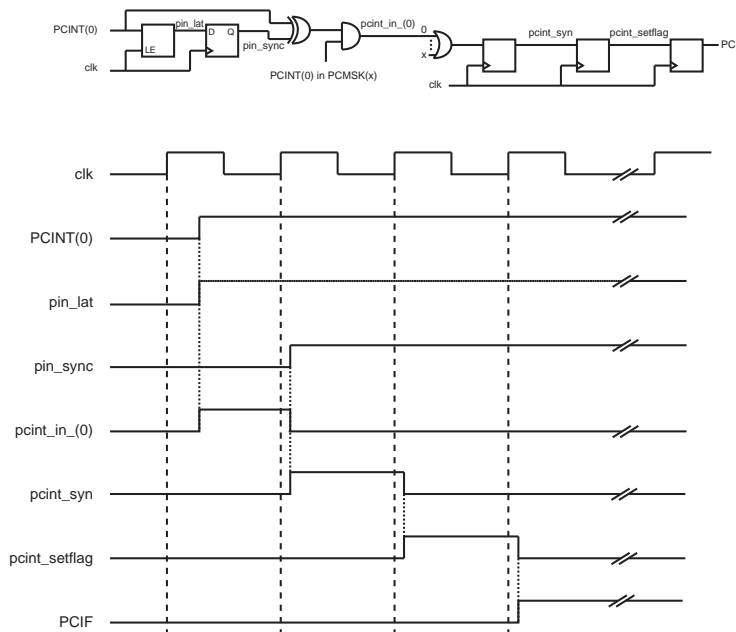 PCINT(0)
pin_lat
D
Q
LE
pin_sync
clk
PCINT(0) in PCMSK(x)
pcint_in_(0)
0
x
clk
pcint_syn
pcint_setflag
PC
clk
PCINT(0)
pin_lat
pin_sync
pcint_in_(0)
pcint_syn
pcint_setflag
PCIF